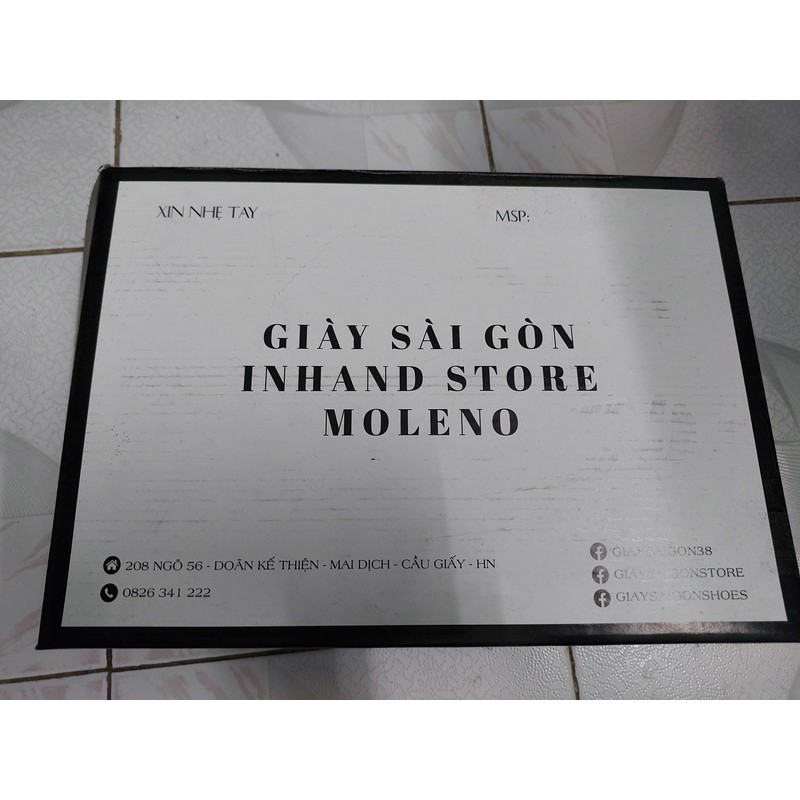 XIN NHẸ TAY
MSP:
GIÀY SÀI GÒN
INHAND STORE
MOLENO
208 NGÕ 56 - DOÃN KẾ THIỆN - MAI DỊCH - CẦU GIẤY - HN
0826 341 222
GIAYSAIGON38
GIAYSAIGONSTORE
GIAYSAIGONSHOES